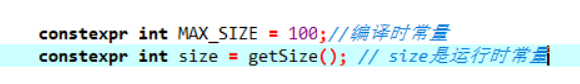 constexpr int MAX_SIZE = 100;//编译时常量
constexpr int size = getSize(); // size是运行时常量